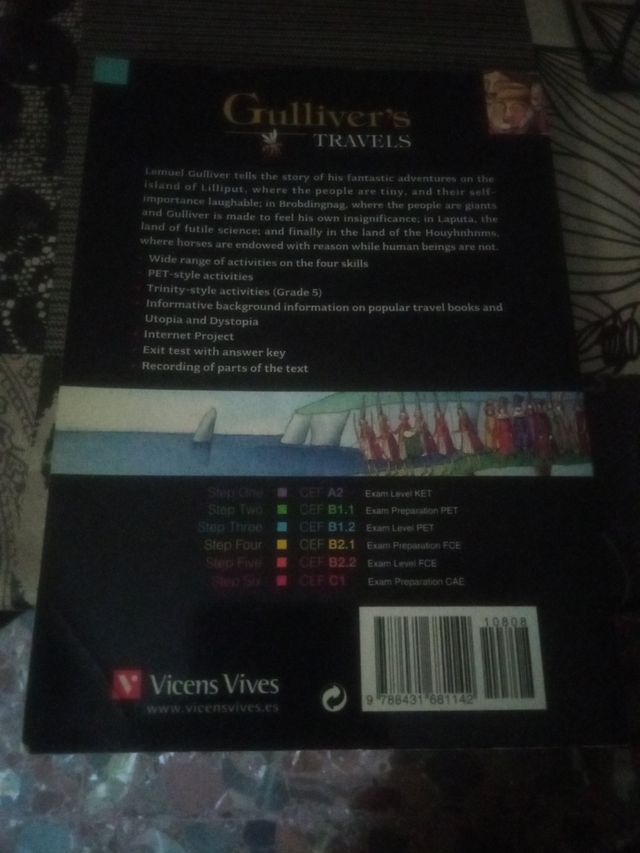 Gulliver's
TRAVELS
Lemuel Gulliver tells the story of his fantastic adventures on the
island of Lilliput, where the people are tiny, and their self-
importance laughable; in Brobdingnag, where the people are giants
and Gulliver is made to feel his own insignificance; in Laputa, the
land of futile science; and finally in the land of the Houyhnhnms,
where horses are endowed with reason while human beings are not.
Wide range of activities on the four skills
PET-style activities
Trinity-style activities (Grade 5)
Informative background information on popular travel books and
Utopia and Dystopia
Internet Project
Exit test with answer key
Recording of parts of the text
Step One CEF A2 Exam Level KET
Step Two CEF B1.1 Exam Preparation PET
Step Three CEF B1.2 Exam Level PET
Step Four CEF B2.1 Exam Preparation FCE
Step Five CEF B2.2 Exam Level FCE
Step Six CEF C1 Exam Preparation CAE
10808
9 788431 681142
V Vicens Vives
www.vicensvives.es